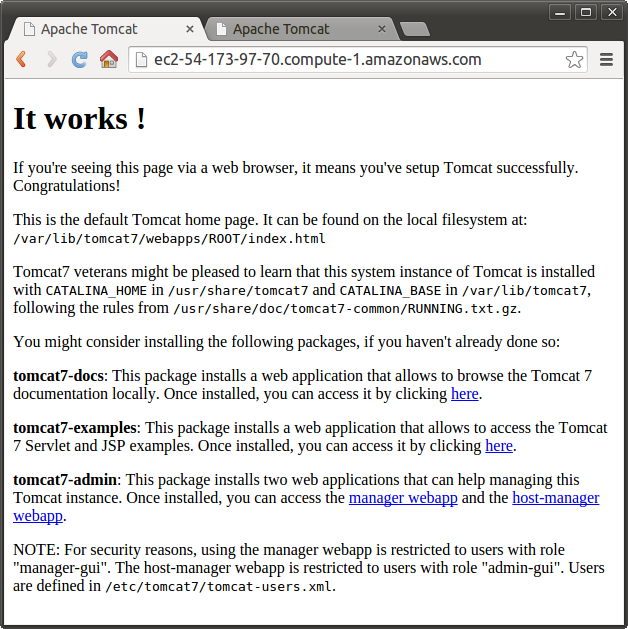 Apache Tomcat
Apache Tomcat
ec2-54-173-97-70.compute-1.amazonaws.com
It works !
If you're seeing this page via a web browser, it means you've setup Tomcat successfully.
Congratulations!
This is the default Tomcat home page. It can be found on the local filesystem at:
/var/lib/tomcat7/webapps/ROOT/index.html
Tomcat7 veterans might be pleased to learn that this system instance of Tomcat is installed
with CATALINA_HOME in /usr/share/tomcat7 and CATALINA_BASE in /var/lib/tomcat7,
following the rules from /usr/share/doc/tomcat7-common/RUNNING.txt.gz.
You might consider installing the following packages, if you haven't already done so:
tomcat7-docs: This package installs a web application that allows to browse the Tomcat 7
documentation locally. Once installed, you can access it by clicking here.
tomcat7-examples: This package installs a web application that allows to access the Tomcat
7 Servlet and JSP examples. Once installed, you can access it by clicking here.
tomcat7-admin: This package installs two web applications that can help managing this
Tomcat instance. Once installed, you can access the manager webapp and the host-manager
webapp.
NOTE: For security reasons, using the manager webapp is restricted to users with role
"manager-gui". The host-manager webapp is restricted to users with role "admin-gui". Users
are defined in /etc/tomcat7/tomcat-users.xml.